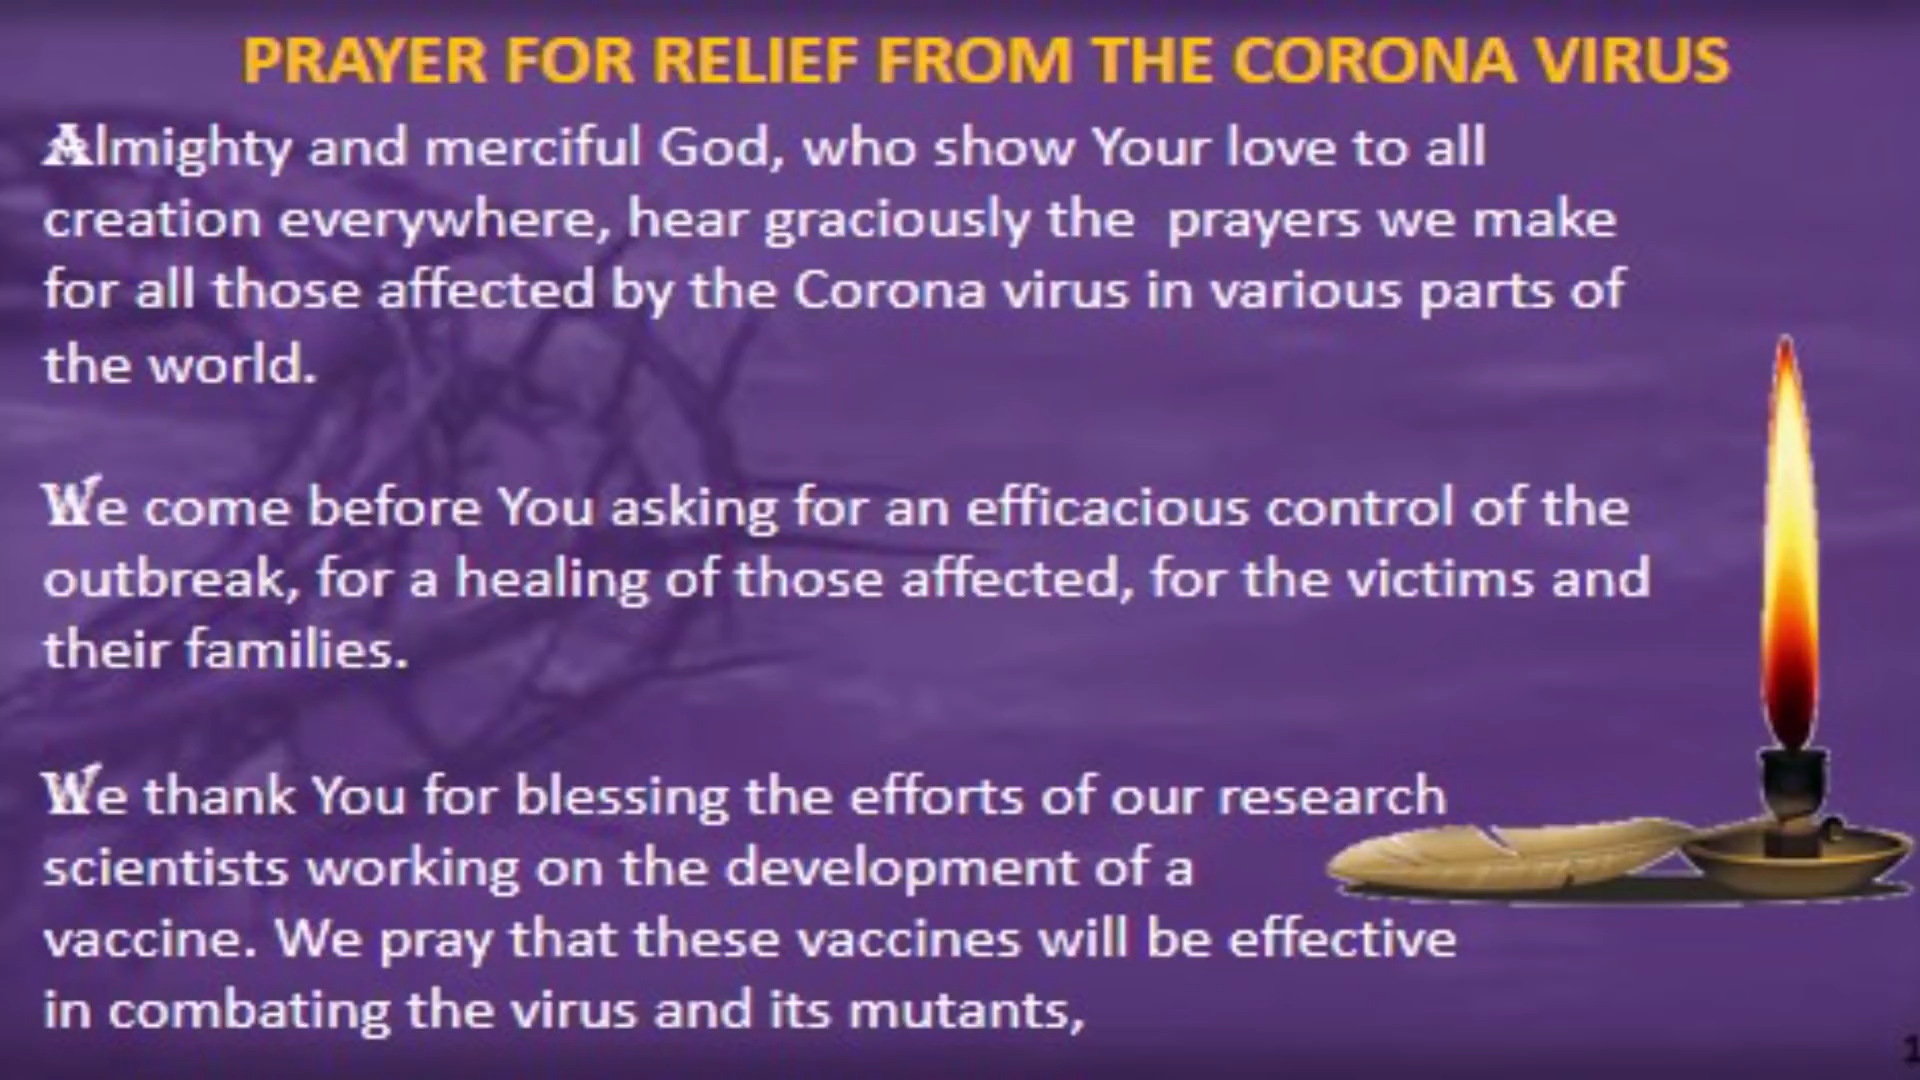 PRAYER FOR RELIEF FROM THE CORONA VIRUS
Almighty and merciful God, who show Your love to all
creation everywhere, hear graciously the prayers we make
for all those affected by the Corona virus in various parts of
the world.
We come before You asking for an efficacious control of the
outbreak, for a healing of those affected, for the victims and
their families.
We thank You for blessing the efforts of our research
scientists working on the development of a
vaccine. We pray that these vaccines will be effective
in combating the virus and its mutants,
1